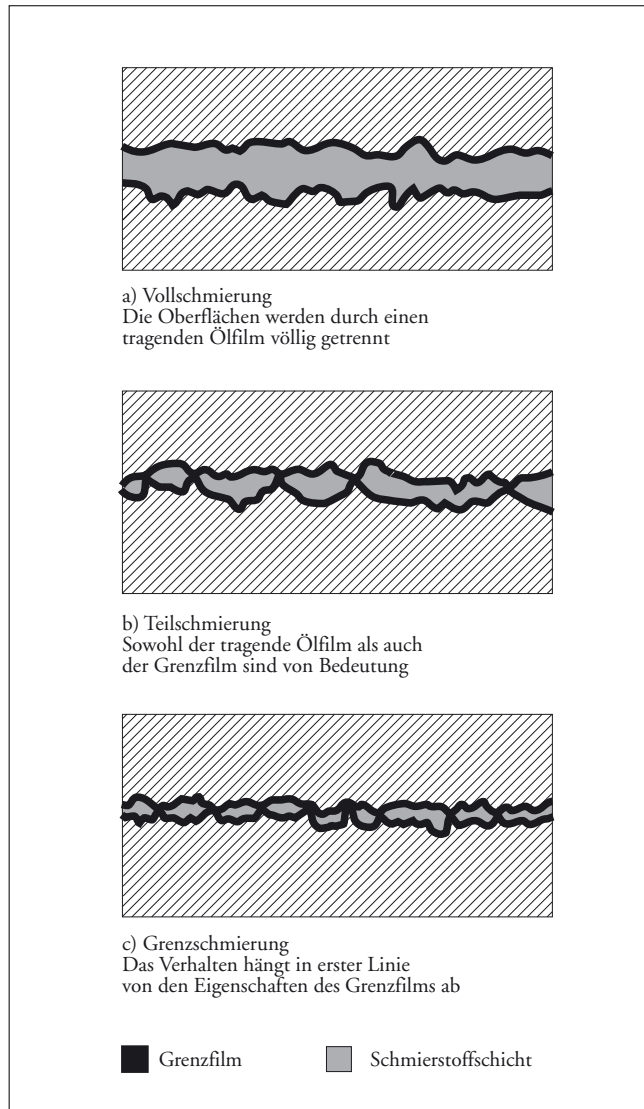 a) Vollschmierung
Die Oberflächen werden durch einen
tragenden Ölfilm völlig getrennt
b) Teilschmierung
Sowohl der tragende Ölfilm als auch
der Grenzfilm sind von Bedeutung
c) Grenzschmierung
Das Verhalten hängt in erster Linie
von den Eigenschaften des Grenzfilms ab
Grenzfilm
Schmierstoffschicht